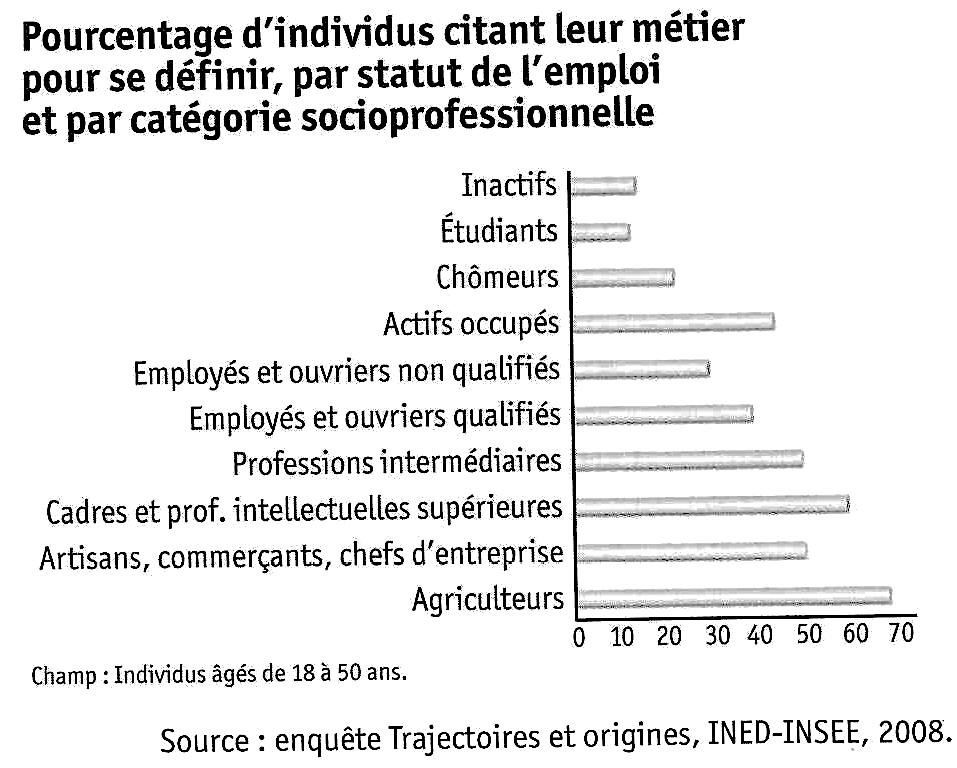 Pourcentage d'individus citant leur métier
pour se définir, par statut de l'emploi
et par catégorie socioprofessionnelle
Inactifs
Étudiants
Chômeurs
Actifs occupés
Employés et ouvriers non qualifiés
Employés et ouvriers qualifiés
Professions intermédiaires
Cadres et prof. intellectuelles supérieures
Artisans, commerçants, chefs d'entreprise
Agriculteurs
0 10 20 30 40 50 60 70
Champ : Individus âgés de 18 à 50 ans.
Source : enquête Trajectoires et origines, INED-INSEE, 2008.